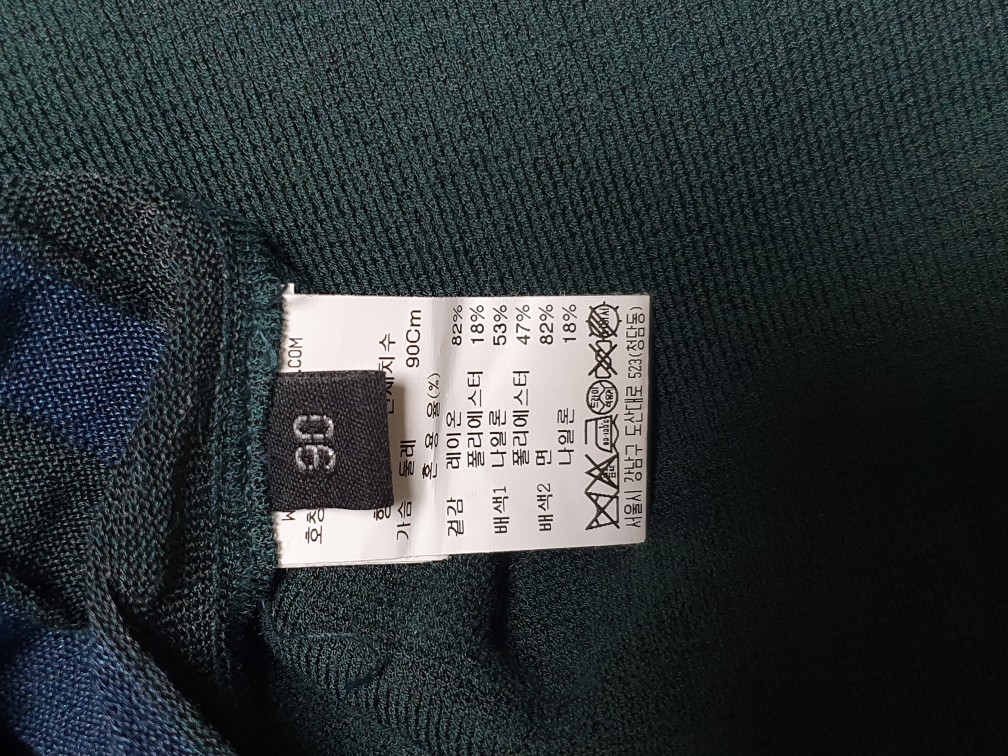 .COM
호칭
90
가슴 둘레 90Cm
혼 용 율(%)
겉감 레이온 82%
폴리에스터 18%
배색1 나일론 53%
폴리에스터 47%
배색2 면 82%
나일론 18%
드라이
서울시 강남구 도산대로 523(청담동)